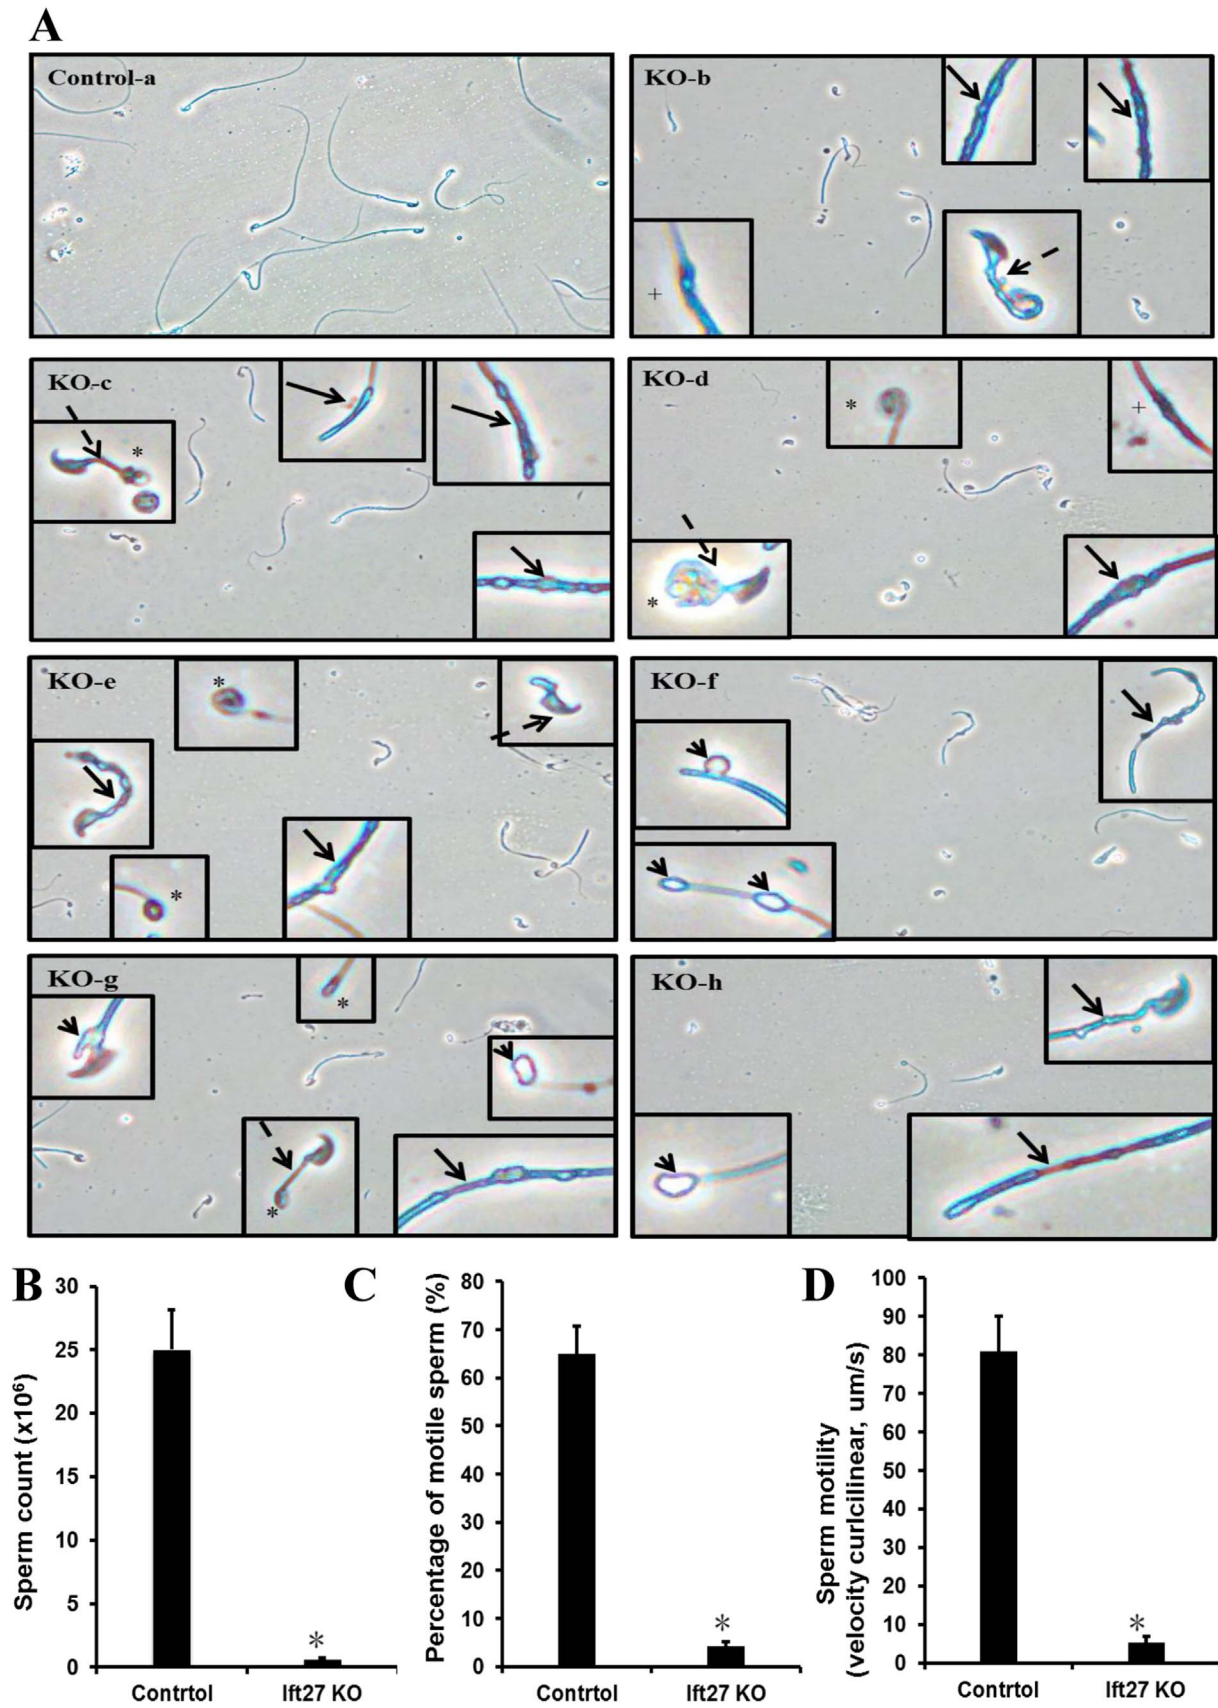 A
Control-a
KO-b
+
KO-c
*
KO-d
*
+
*
KO-e
*
*
KO-f
KO-g
*
*
KO-h
B
Sperm count (x10⁶)
30
25
20
15
10
5
0
*
Contrtol
Ift27 KO
C
Percentage of motile sperm (%)
80
70
60
50
40
30
20
10
0
*
Contrtol
Ift27 KO
D
Sperm motility
(velocity curlcilinear, um/s)
100
90
80
70
60
50
40
30
20
10
0
*
Contrtol
Ift27 KO